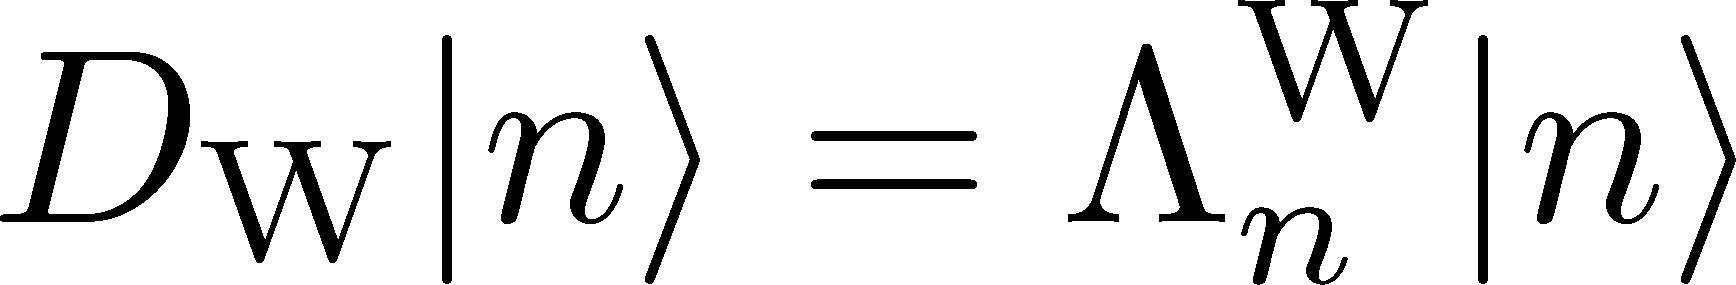 D_W|n⟩ = Λ_n^W|n⟩